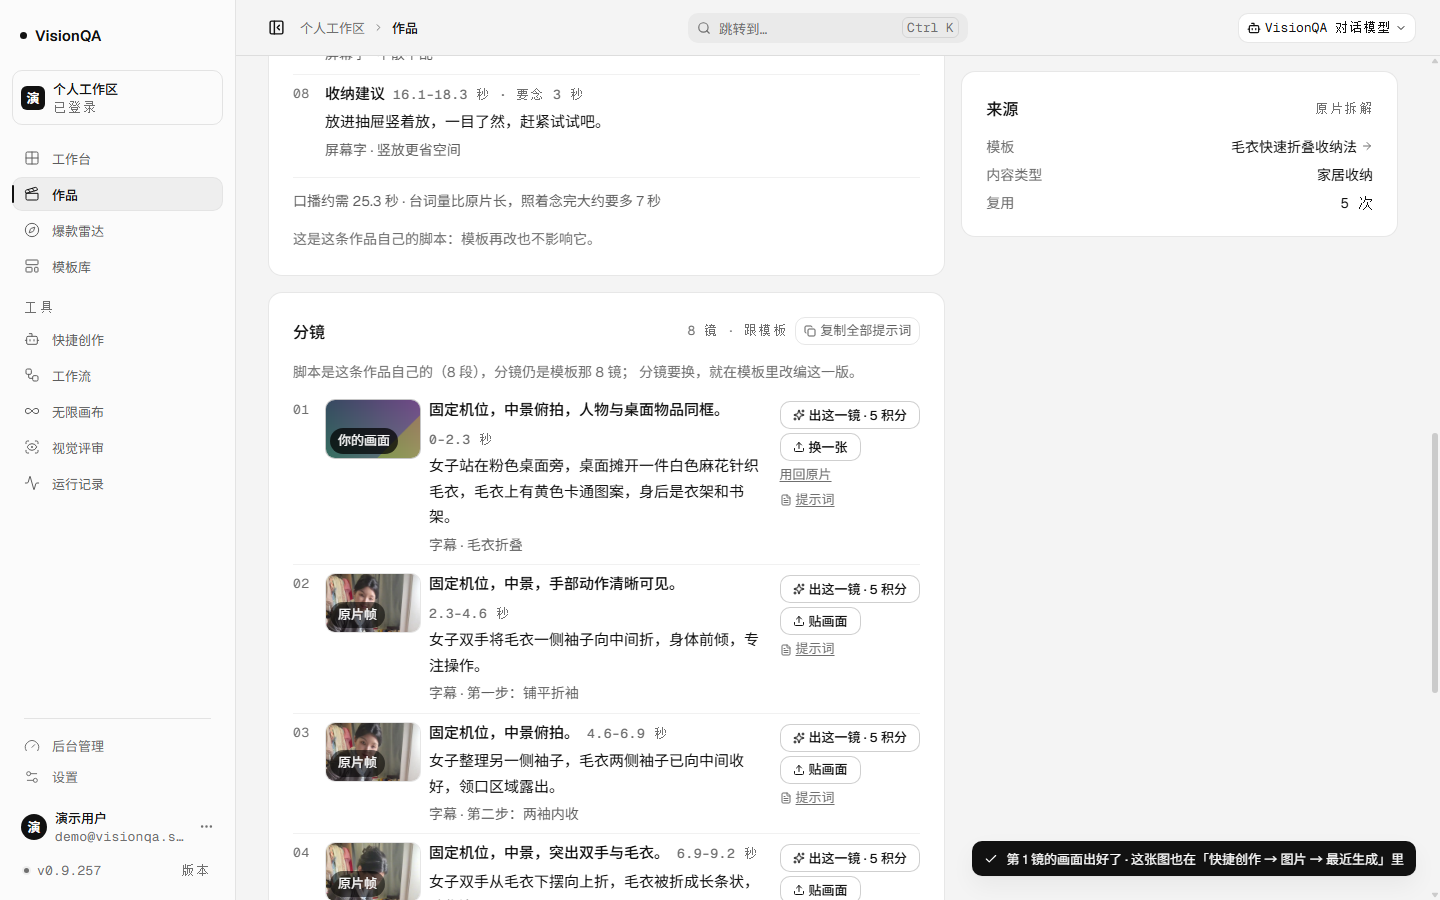 VisionQA
演
个人工作区
已登录
工作台
作品
爆款雷达
模板库
工具
快捷创作
工作流
无限画布
视觉评审
运行记录
后台管理
设置
演
演示用户
demo@visionqa.s…
v0.9.257
版本
个人工作区
作品
跳转到…
Ctrl K
VisionQA 对话模型
08
收纳建议 16.1–18.3 秒 · 要念 3 秒
放进抽屉竖着放，一目了然，赶紧试试吧。
屏幕字 · 竖放更省空间
口播约需 25.3 秒 · 台词量比原片长，照着念完大约要多 7 秒
这是这条作品自己的脚本：模板再改也不影响它。
分镜
8 镜 · 跟模板
复制全部提示词
脚本是这条作品自己的（8 段），分镜仍是模板那 8 镜； 分镜要换，就在模板里改编这一版。
01
你的画面
固定机位，中景俯拍，人物与桌面物品同框。
0–2.3 秒
女子站在粉色桌面旁，桌面摊开一件白色麻花针织
毛衣，毛衣上有黄色卡通图案，身后是衣架和书
架。
字幕 · 毛衣折叠
出这一镜 · 5 积分
换一张
用回原片
提示词
02
原片帧
固定机位，中景，手部动作清晰可见。
2.3–4.6 秒
女子双手将毛衣一侧袖子向中间折，身体前倾，专
注操作。
字幕 · 第一步：铺平折袖
出这一镜 · 5 积分
贴画面
提示词
03
原片帧
固定机位，中景俯拍。 4.6–6.9 秒
女子整理另一侧袖子，毛衣两侧袖子已向中间收
好，领口区域露出。
字幕 · 第二步：两袖内收
出这一镜 · 5 积分
贴画面
提示词
04
原片帧
固定机位，中景，突出双手与毛衣。 6.9–9.2 秒
女子双手从毛衣下摆向上折，毛衣被折成长条状，
出这一镜 · 5 积分
贴画面
来源
原片拆解
模板
毛衣快速折叠收纳法 →
内容类型
家居收纳
复用
5 次
第 1 镜的画面出好了 · 这张图也在「快捷创作 → 图片 → 最近生成」里